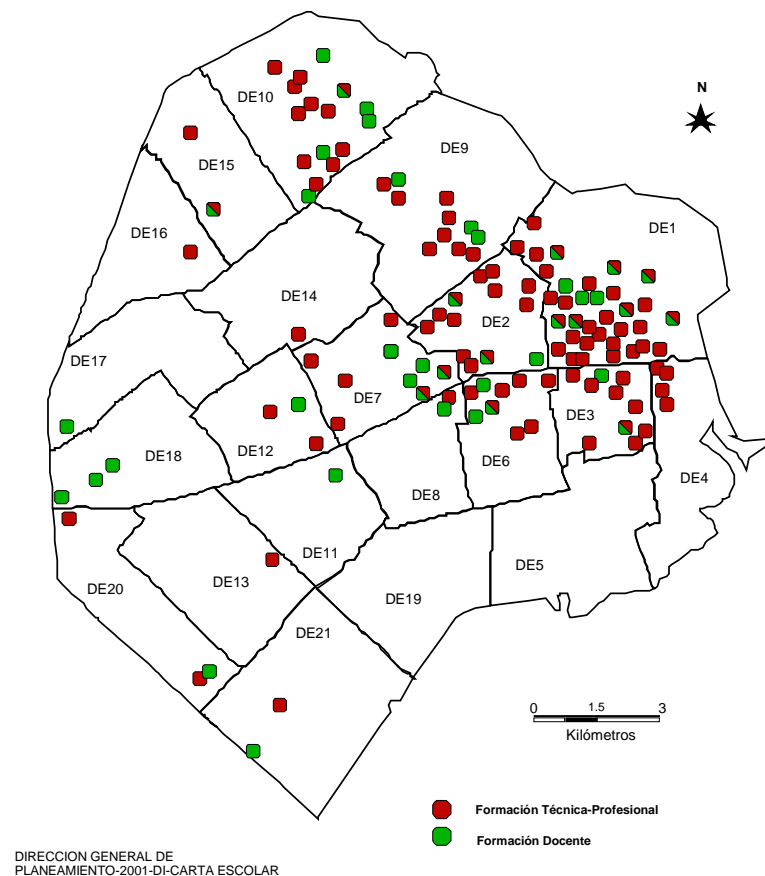 N
DE10
DE9
DE15
DE16
DE1
DE14
DE2
DE17
DE7
DE3
DE12
DE18
DE6
DE4
DE8
DE11
DE5
DE13
DE20
DE19
DE21
0 1.5 3
Kilómetros
Formación Técnica-Profesional
Formación Docente
DIRECCION GENERAL DE
PLANEAMIENTO-2001-DI-CARTA ESCOLAR